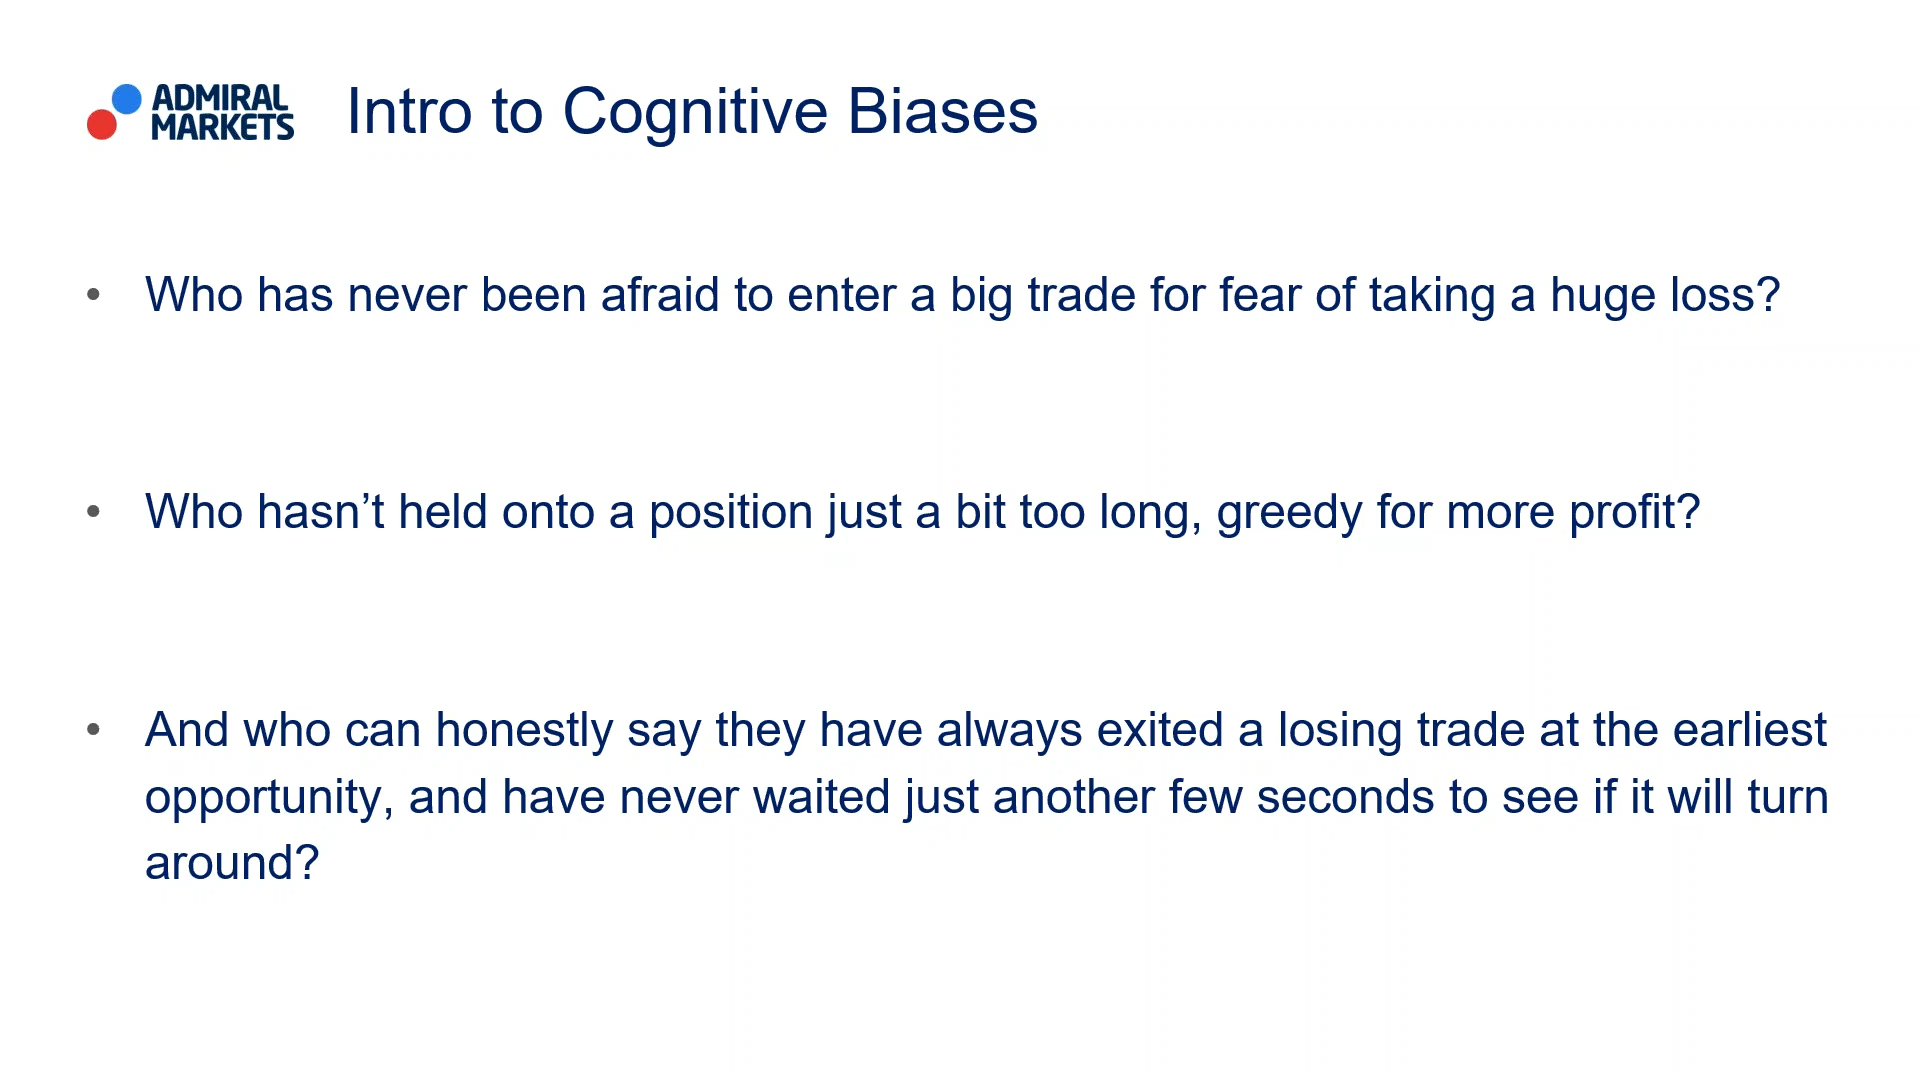 ADMIRAL
MARKETS
Intro to Cognitive Biases
• Who has never been afraid to enter a big trade for fear of taking a huge loss?
• Who hasn’t held onto a position just a bit too long, greedy for more profit?
• And who can honestly say they have always exited a losing trade at the earliest
opportunity, and have never waited just another few seconds to see if it will turn
around?